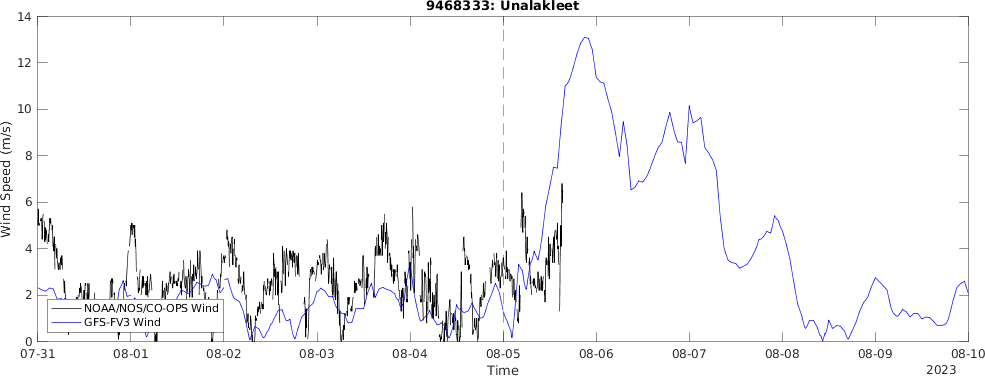 9468333: Unalakleet
14
12
10
8
6
4
2
0
Wind Speed (m/s)
NOAA/NOS/CO-OPS Wind
GFS-FV3 Wind
07-31 08-01 08-02 08-03 08-04 08-05 08-06 08-07 08-08 08-09 08-10
Time
2023